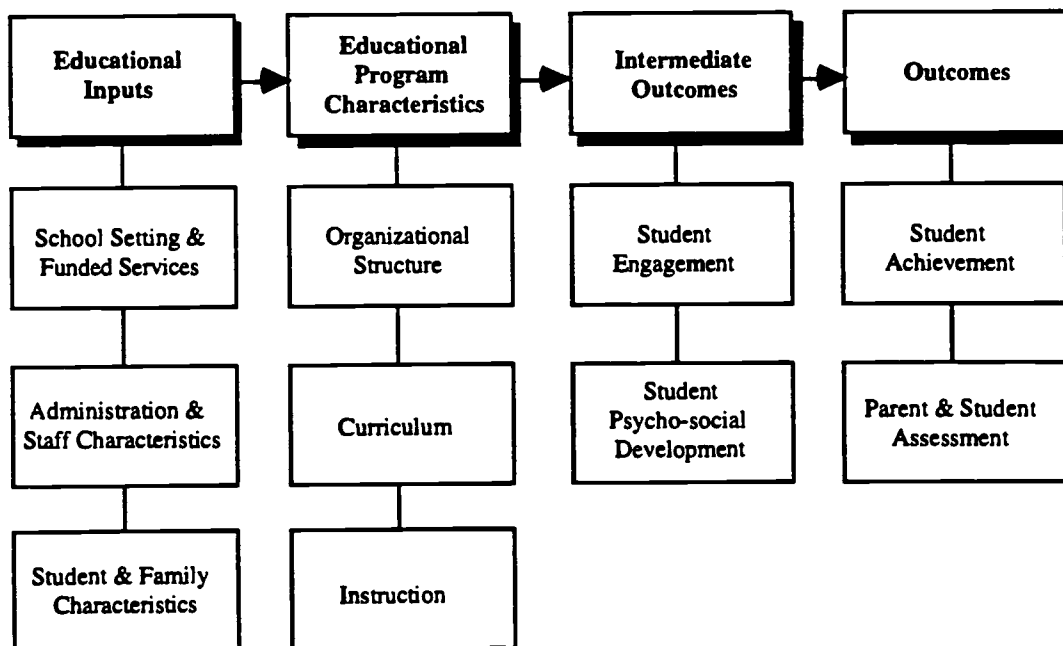 Educational
Inputs
Educational
Program
Characteristics
Intermediate
Outcomes
Outcomes
School Setting &
Funded Services
Organizational
Structure
Student
Engagement
Student
Achievement
Administration &
Staff Characteristics
Curriculum
Student
Psycho-social
Development
Parent & Student
Assessment
Student & Family
Characteristics
Instruction